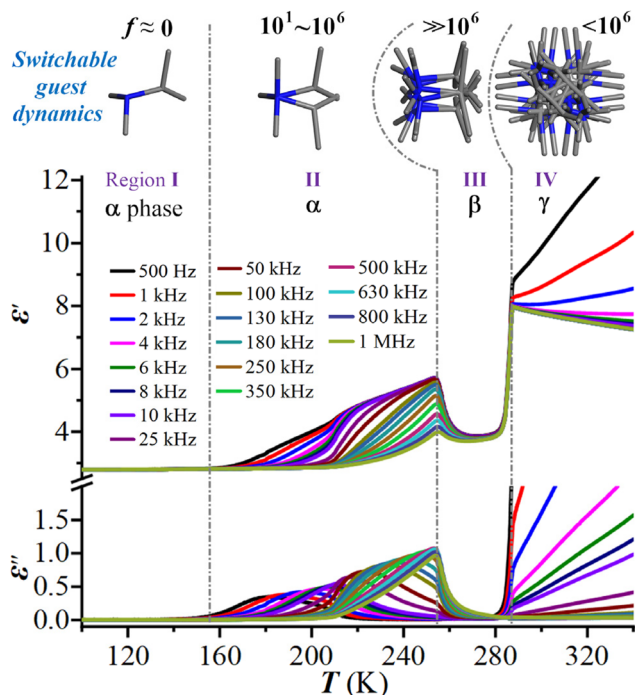 f ≈ 0
10¹~10⁶
≫10⁶
<10⁶
Switchable
guest
dynamics
Region I
II
III
IV
α phase
α
β
γ
12
10
8
6
4
ε'
500 Hz
1 kHz
2 kHz
4 kHz
6 kHz
8 kHz
10 kHz
25 kHz
50 kHz
100 kHz
130 kHz
180 kHz
250 kHz
350 kHz
500 kHz
630 kHz
800 kHz
1 MHz
1.5
1.0
0.5
0.0
ε''
120
160
200
240
280
320
T (K)